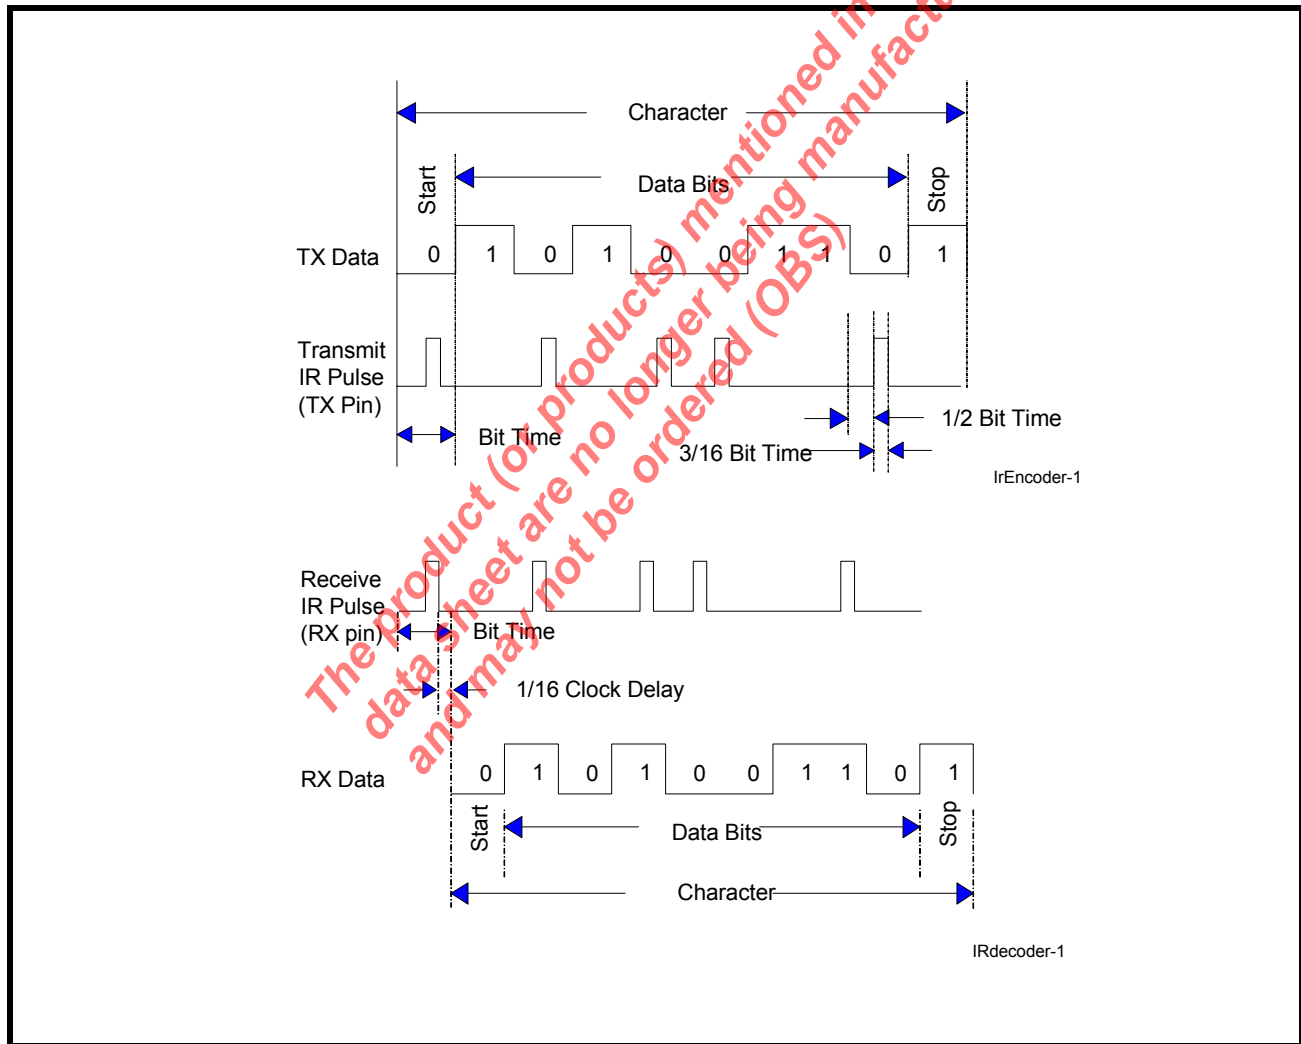 Character
Start
Data Bits
Stop
TX Data
0 1 0 1 0 0 1 1 0 1
Transmit
IR Pulse
(TX Pin)
Bit Time
1/2 Bit Time
3/16 Bit Time
IrEncoder-1
Receive
IR Pulse
(RX pin)
Bit Time
1/16 Clock Delay
RX Data
0 1 0 1 0 0 1 1 0 1
Start
Data Bits
Stop
Character
IRdecoder-1
The product (or products) mentioned in
data sheet are no longer being manufactu
and may not be ordered (OBS)